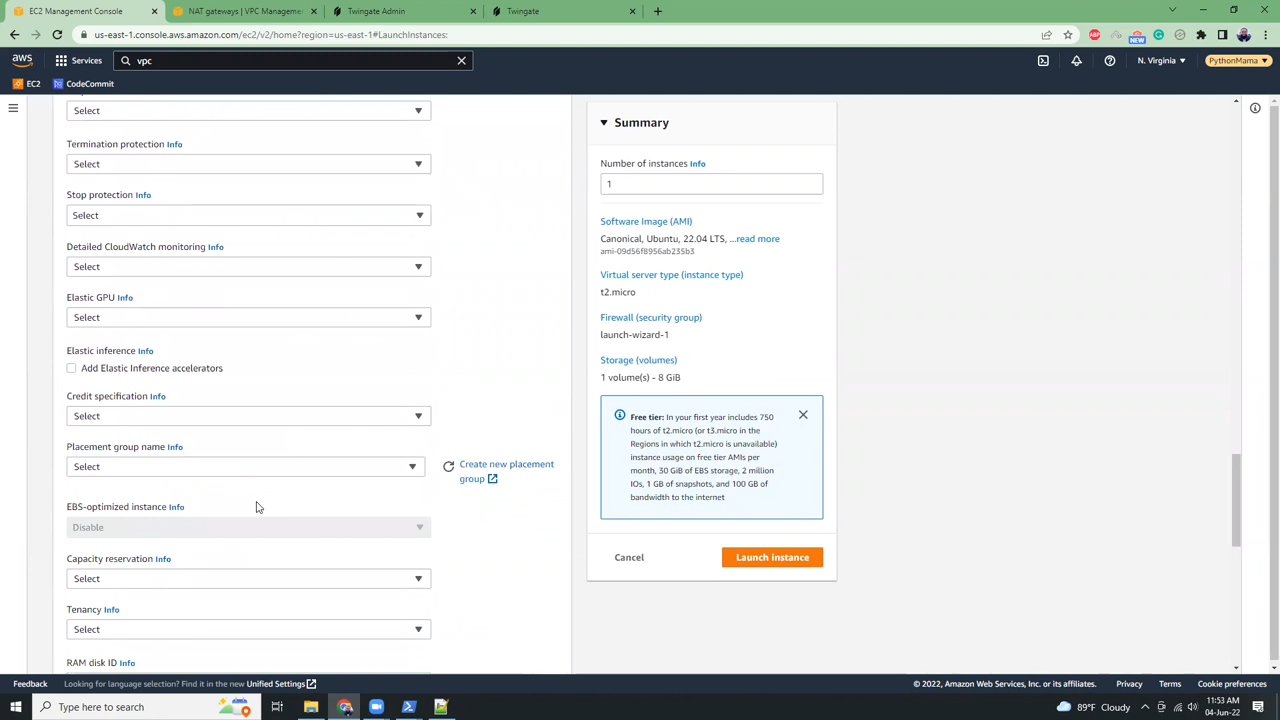 EC2 Management Console
NAT gateways | VPC Manageme
Twingate Admin
Twingate
us-east-1.console.aws.amazon.com/ec2/v2/home?region=us-east-1#LaunchInstances:
ABP
NEW
aws
Services
vpc
N. Virginia
PythonMama
EC2
CodeCommit
Select
Termination protection Info
Select
Stop protection Info
Select
Detailed CloudWatch monitoring Info
Select
Elastic GPU Info
Select
Elastic inference Info
Add Elastic Inference accelerators
Credit specification Info
Select
Placement group name Info
Select
Create new placement
group
EBS-optimized instance Info
Disable
Capacity reservation Info
Select
Tenancy Info
Select
RAM disk ID Info
Summary
Number of instances Info
1
Software Image (AMI)
Canonical, Ubuntu, 22.04 LTS, ...read more
ami-09d56f8956ab235b3
Virtual server type (instance type)
t2.micro
Firewall (security group)
launch-wizard-1
Storage (volumes)
1 volume(s) - 8 GiB
Free tier: In your first year includes 750
hours of t2.micro (or t3.micro in the
Regions in which t2.micro is unavailable)
instance usage on free tier AMIs per
month, 30 GiB of EBS storage, 2 million
IOs, 1 GB of snapshots, and 100 GB of
bandwidth to the internet
Cancel
Launch instance
Feedback
Looking for language selection? Find it in the new Unified Settings
© 2022, Amazon Web Services, Inc. or its affiliates.
Privacy
Terms
Cookie preferences
Type here to search
89°F Cloudy
11:53 AM
04-Jun-22